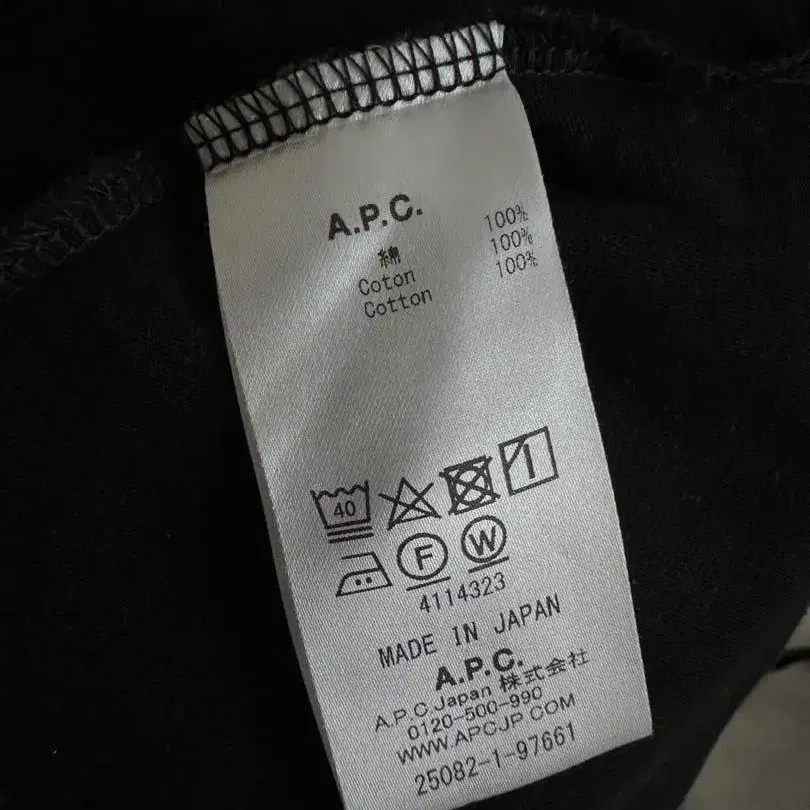 A.P.C.
綿 100%
Coton 100%
Cotton 100%
40
F W
4114323
MADE IN JAPAN
A.P.C.
A.P.C.Japan 株式会社
0120-500-990
WWW.APCJP.COM
25082-1-97661